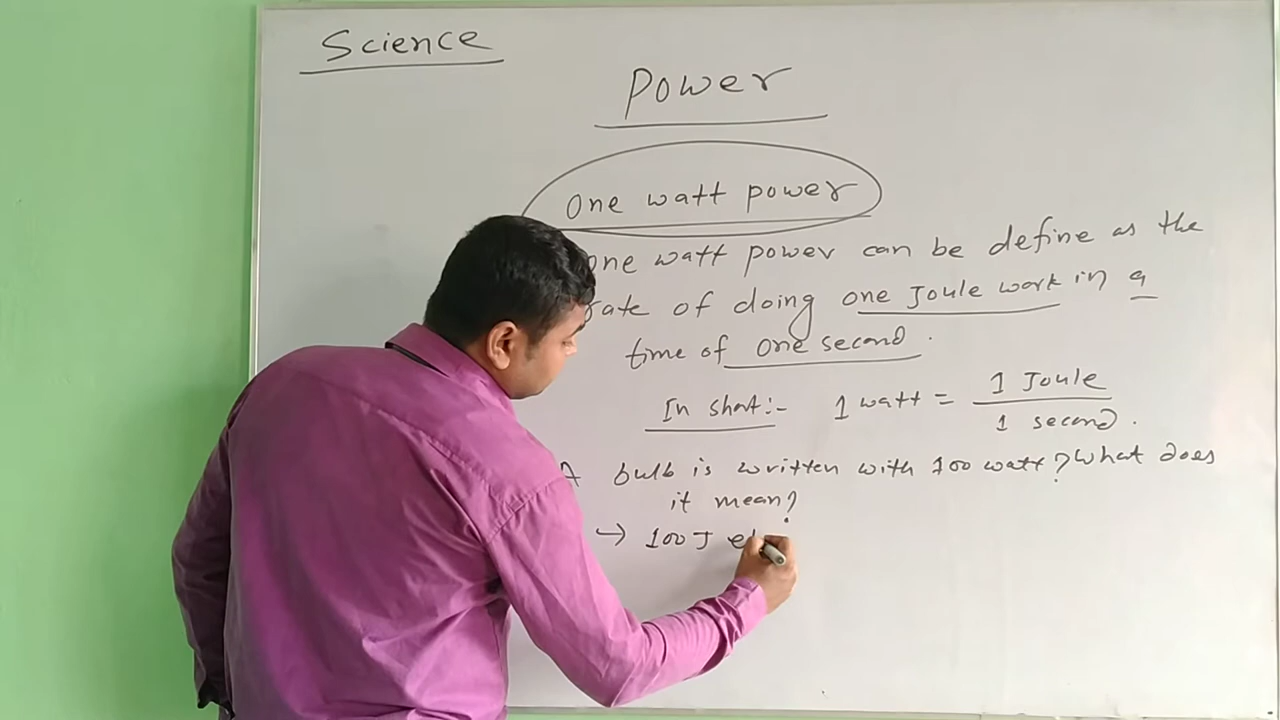 Science
Power
One watt power
one watt power can be define as the
rate of doing one Joule work in a
time of one second.
In short:- 1 watt = 1 Joule / 1 second.
A bulb is written with 100 watt? What does
it mean?
→ 100 J el